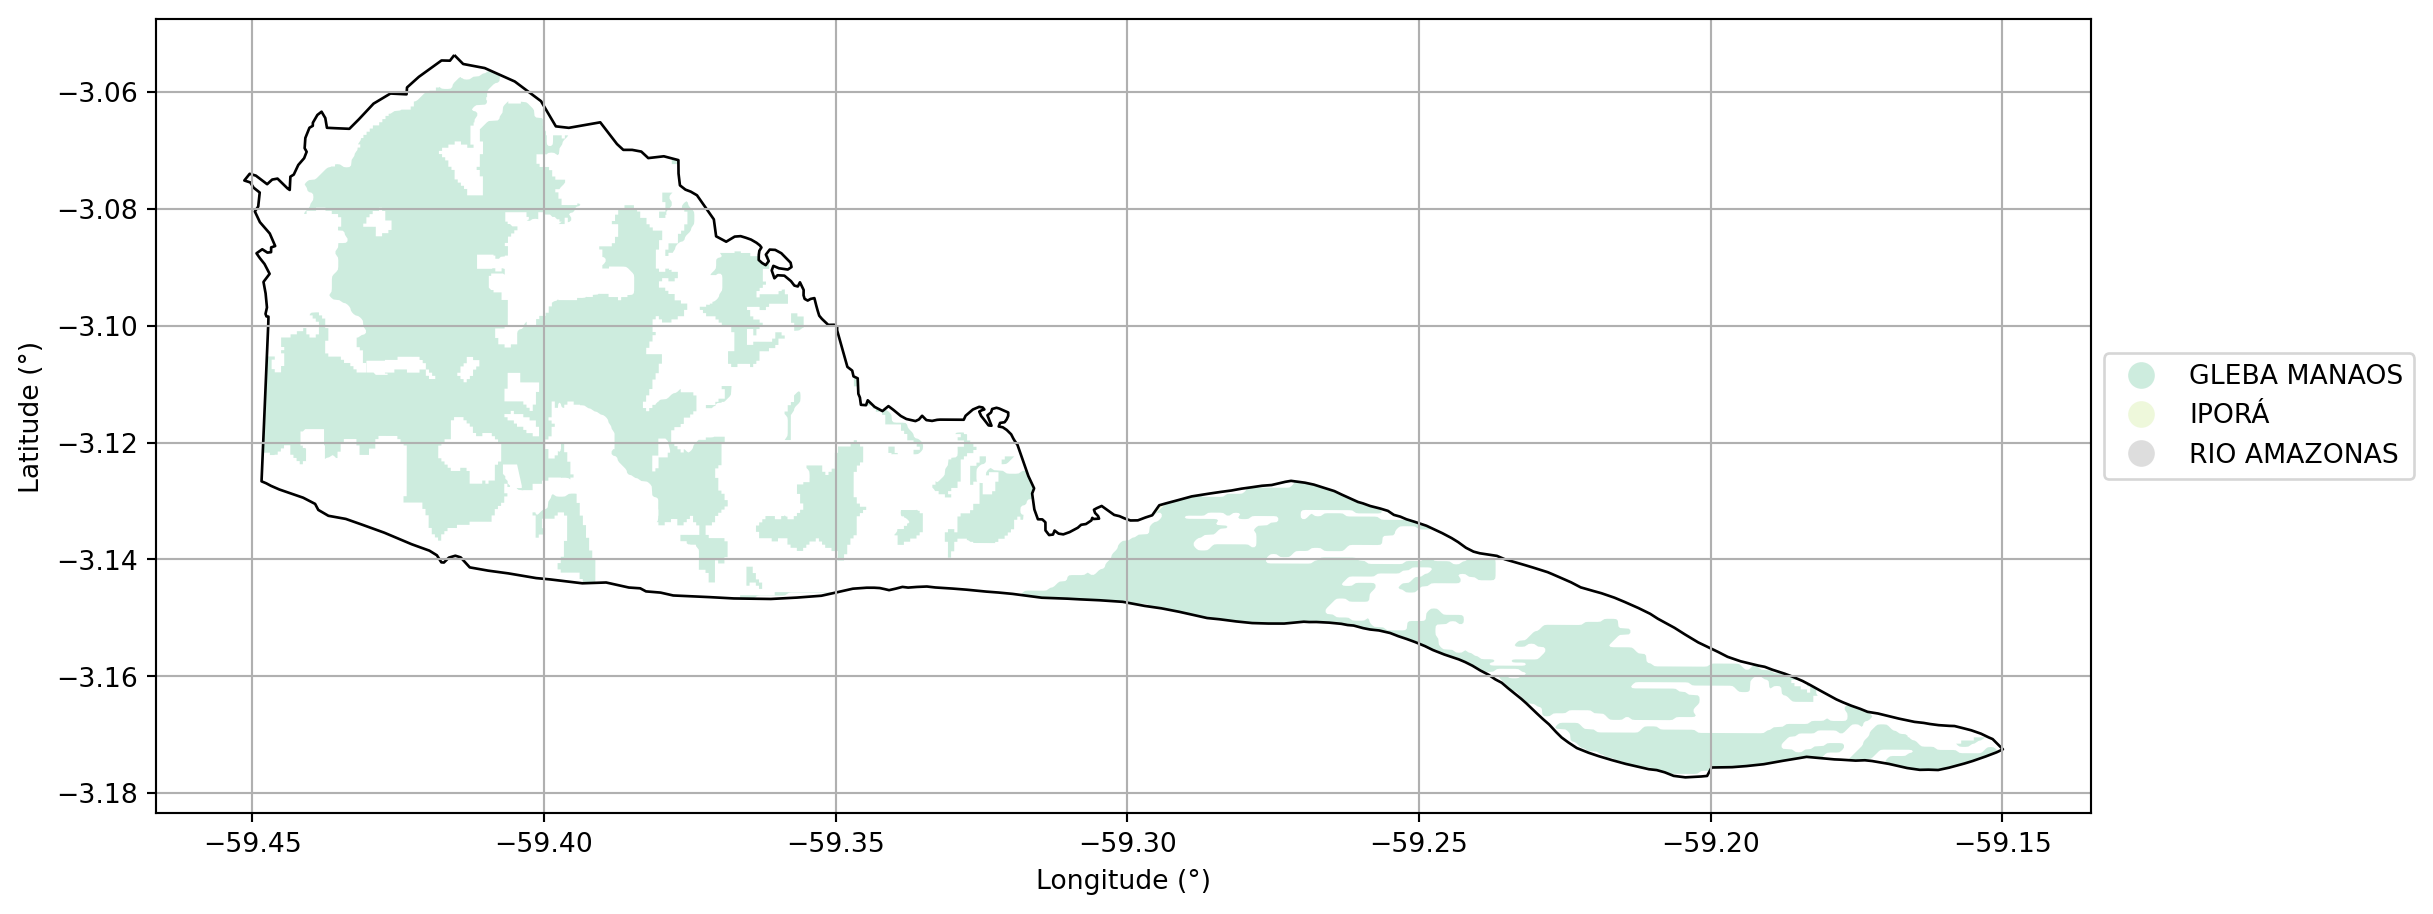 −3.06
−3.08
−3.10
−3.12
−3.14
−3.16
−3.18
Latitude (°)
−59.45
−59.40
−59.35
−59.30
−59.25
−59.20
−59.15
Longitude (°)
GLEBA MANAOS
IPORÁ
RIO AMAZONAS